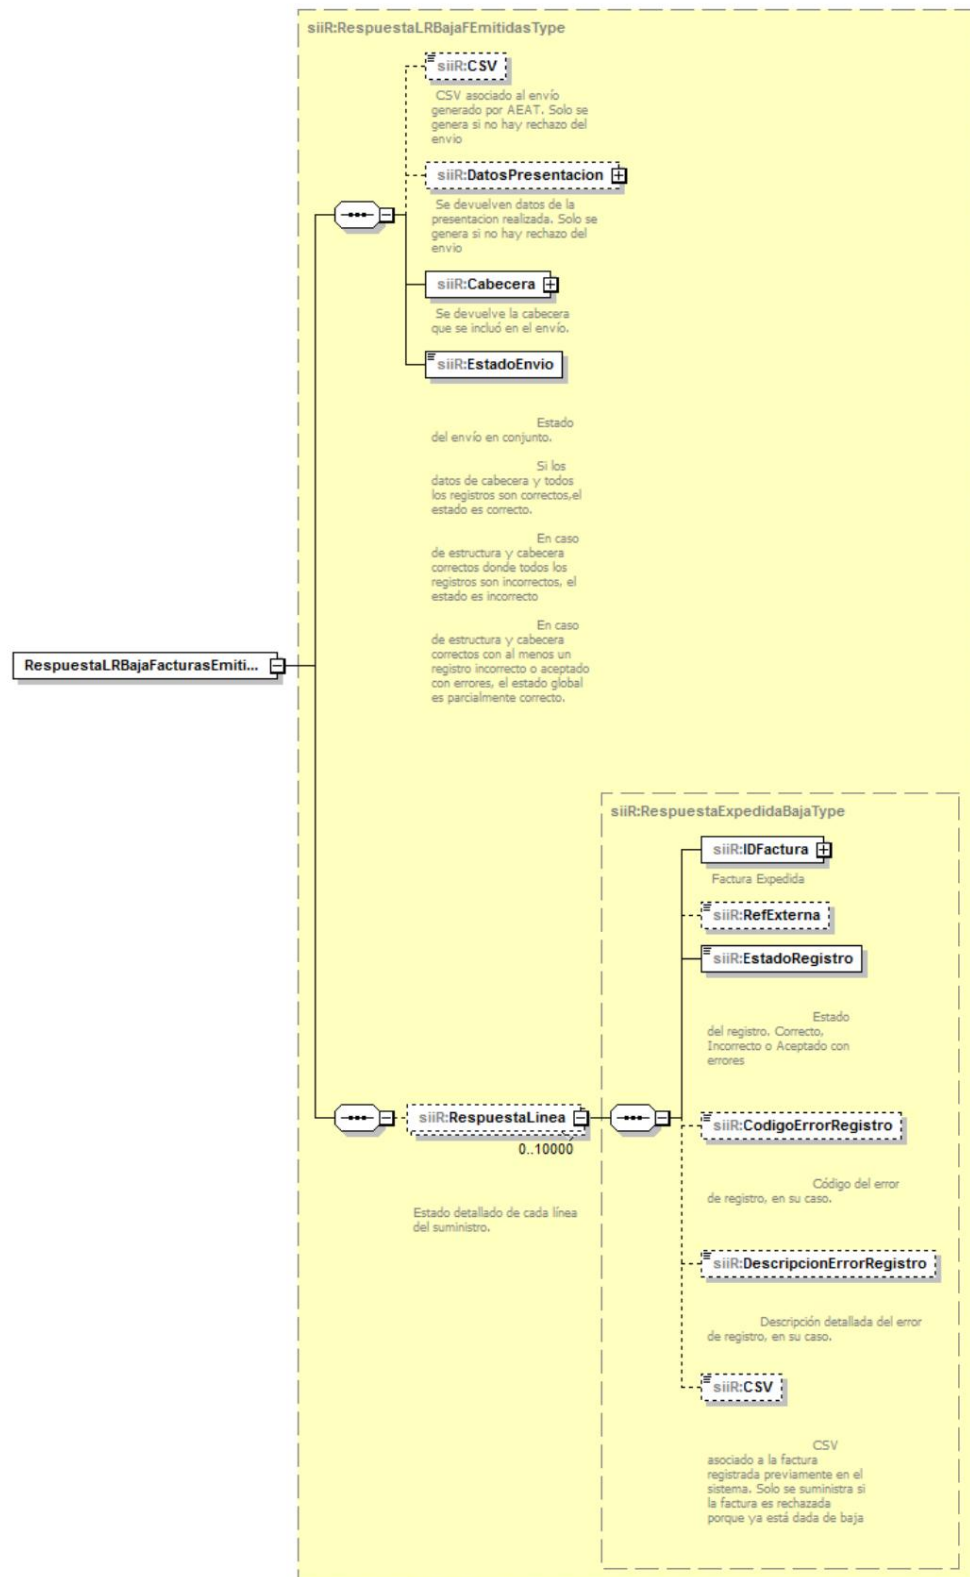 siiR:RespuestaLRBajaFEmitidasType
siiR:CSV
CSV asociado al envío
generado por AEAT. Solo se
genera si no hay rechazo del
envio
siiR:DatosPresentacion
Se devuelven datos de la
presentacion realizada. Solo se
genera si no hay rechazo del
envio
siiR:Cabecera
Se devuelve la cabecera
que se incluó en el envío.
siiR:EstadoEnvio
Estado
del envío en conjunto.
Si los
datos de cabecera y todos
los registros son correctos,el
estado es correcto.
En caso
de estructura y cabecera
correctos donde todos los
registros son incorrectos, el
estado es incorrecto
En caso
de estructura y cabecera
correctos con al menos un
registro incorrecto o aceptado
con errores, el estado global
es parcialmente correcto.
RespuestaLRBajaFacturasEmiti...
siiR:RespuestaLinea
0..10000
Estado detallado de cada línea
del suministro.
siiR:RespuestaExpedidaBajaType
siiR:IDFactura
Factura Expedida
siiR:RefExterna
siiR:EstadoRegistro
Estado
del registro. Correcto,
Incorrecto o Aceptado con
errores
siiR:CodigoErrorRegistro
Código del error
de registro, en su caso.
siiR:DescripcionErrorRegistro
Descripción detallada del error
de registro, en su caso.
siiR:CSV
CSV
asociado a la factura
registrada previamente en el
sistema. Solo se suministra si
la factura es rechazada
porque ya está dada de baja